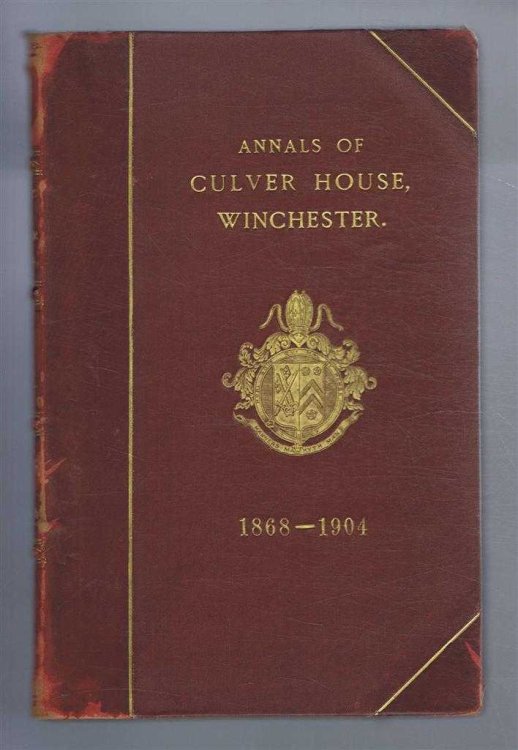 ANNALS OF
CULVER HOUSE,
WINCHESTER.
1868—1904